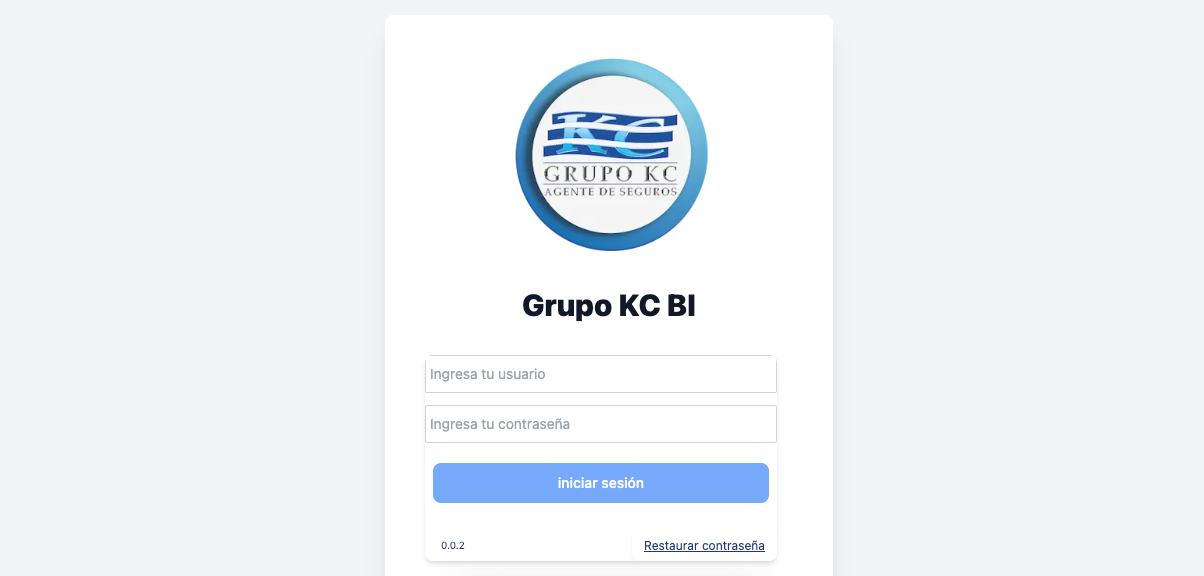 KC
GRUPO KC
AGENTE DE SEGUROS
Grupo KC BI
Ingresa tu usuario
Ingresa tu contraseña
iniciar sesión
0.0.2
Restaurar contraseña